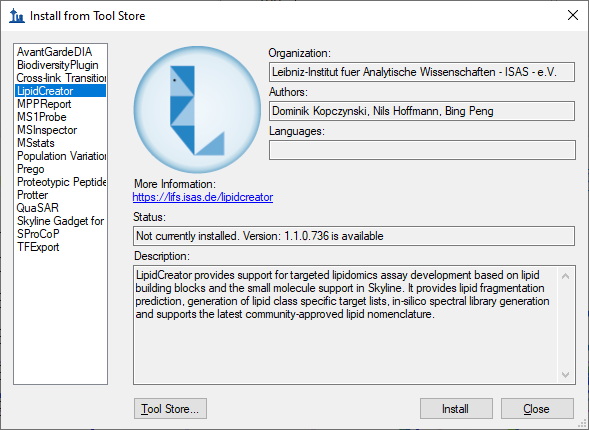 Install from Tool Store
AvantGardeDIA
BiodiversityPlugin
Cross-link Transition
LipidCreator
MPPReport
MS1Probe
MSInspector
MSstats
Population Variation
Prego
Proteotypic Peptide
Protter
QuaSAR
Skyline Gadget for
SProCoP
TFExport
Organization:
Leibniz-Institut fuer Analytische Wissenschaften - ISAS - e.V.
Authors:
Dominik Kopczynski, Nils Hoffmann, Bing Peng
Languages:
More Information:
https://lifs.isas.de/lipidcreator
Status:
Not currently installed. Version: 1.1.0.736 is available
Description:
LipidCreator provides support for targeted lipidomics assay development based on lipid
building blocks and the small molecule support in Skyline. It provides lipid fragmentation
prediction, generation of lipid class specific target lists, in-silico spectral library generation
and supports the latest community-approved lipid nomenclature.
Tool Store...
Install
Close